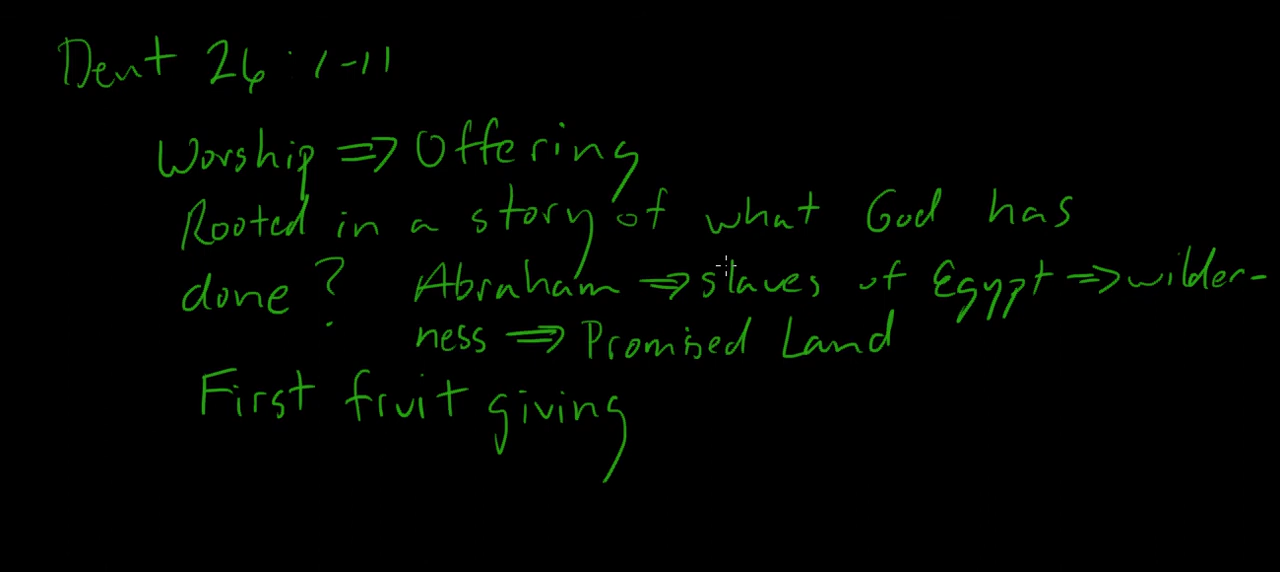 Deut 26:1-11
Worship ⇒ Offering
Rooted in a story of what God has
done? Abraham ⇒ slaves of Egypt ⇒ wilder-
ness ⇒ Promised Land
First fruit giving